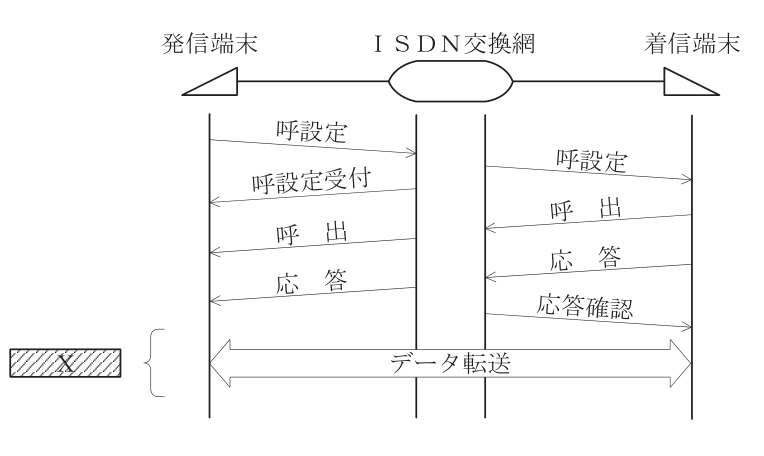 発信端末 ISDN交換網 着信端末
呼設定
呼設定
呼設定受付
呼 出
呼 出
応 答
応 答
応答確認
X
データ転送